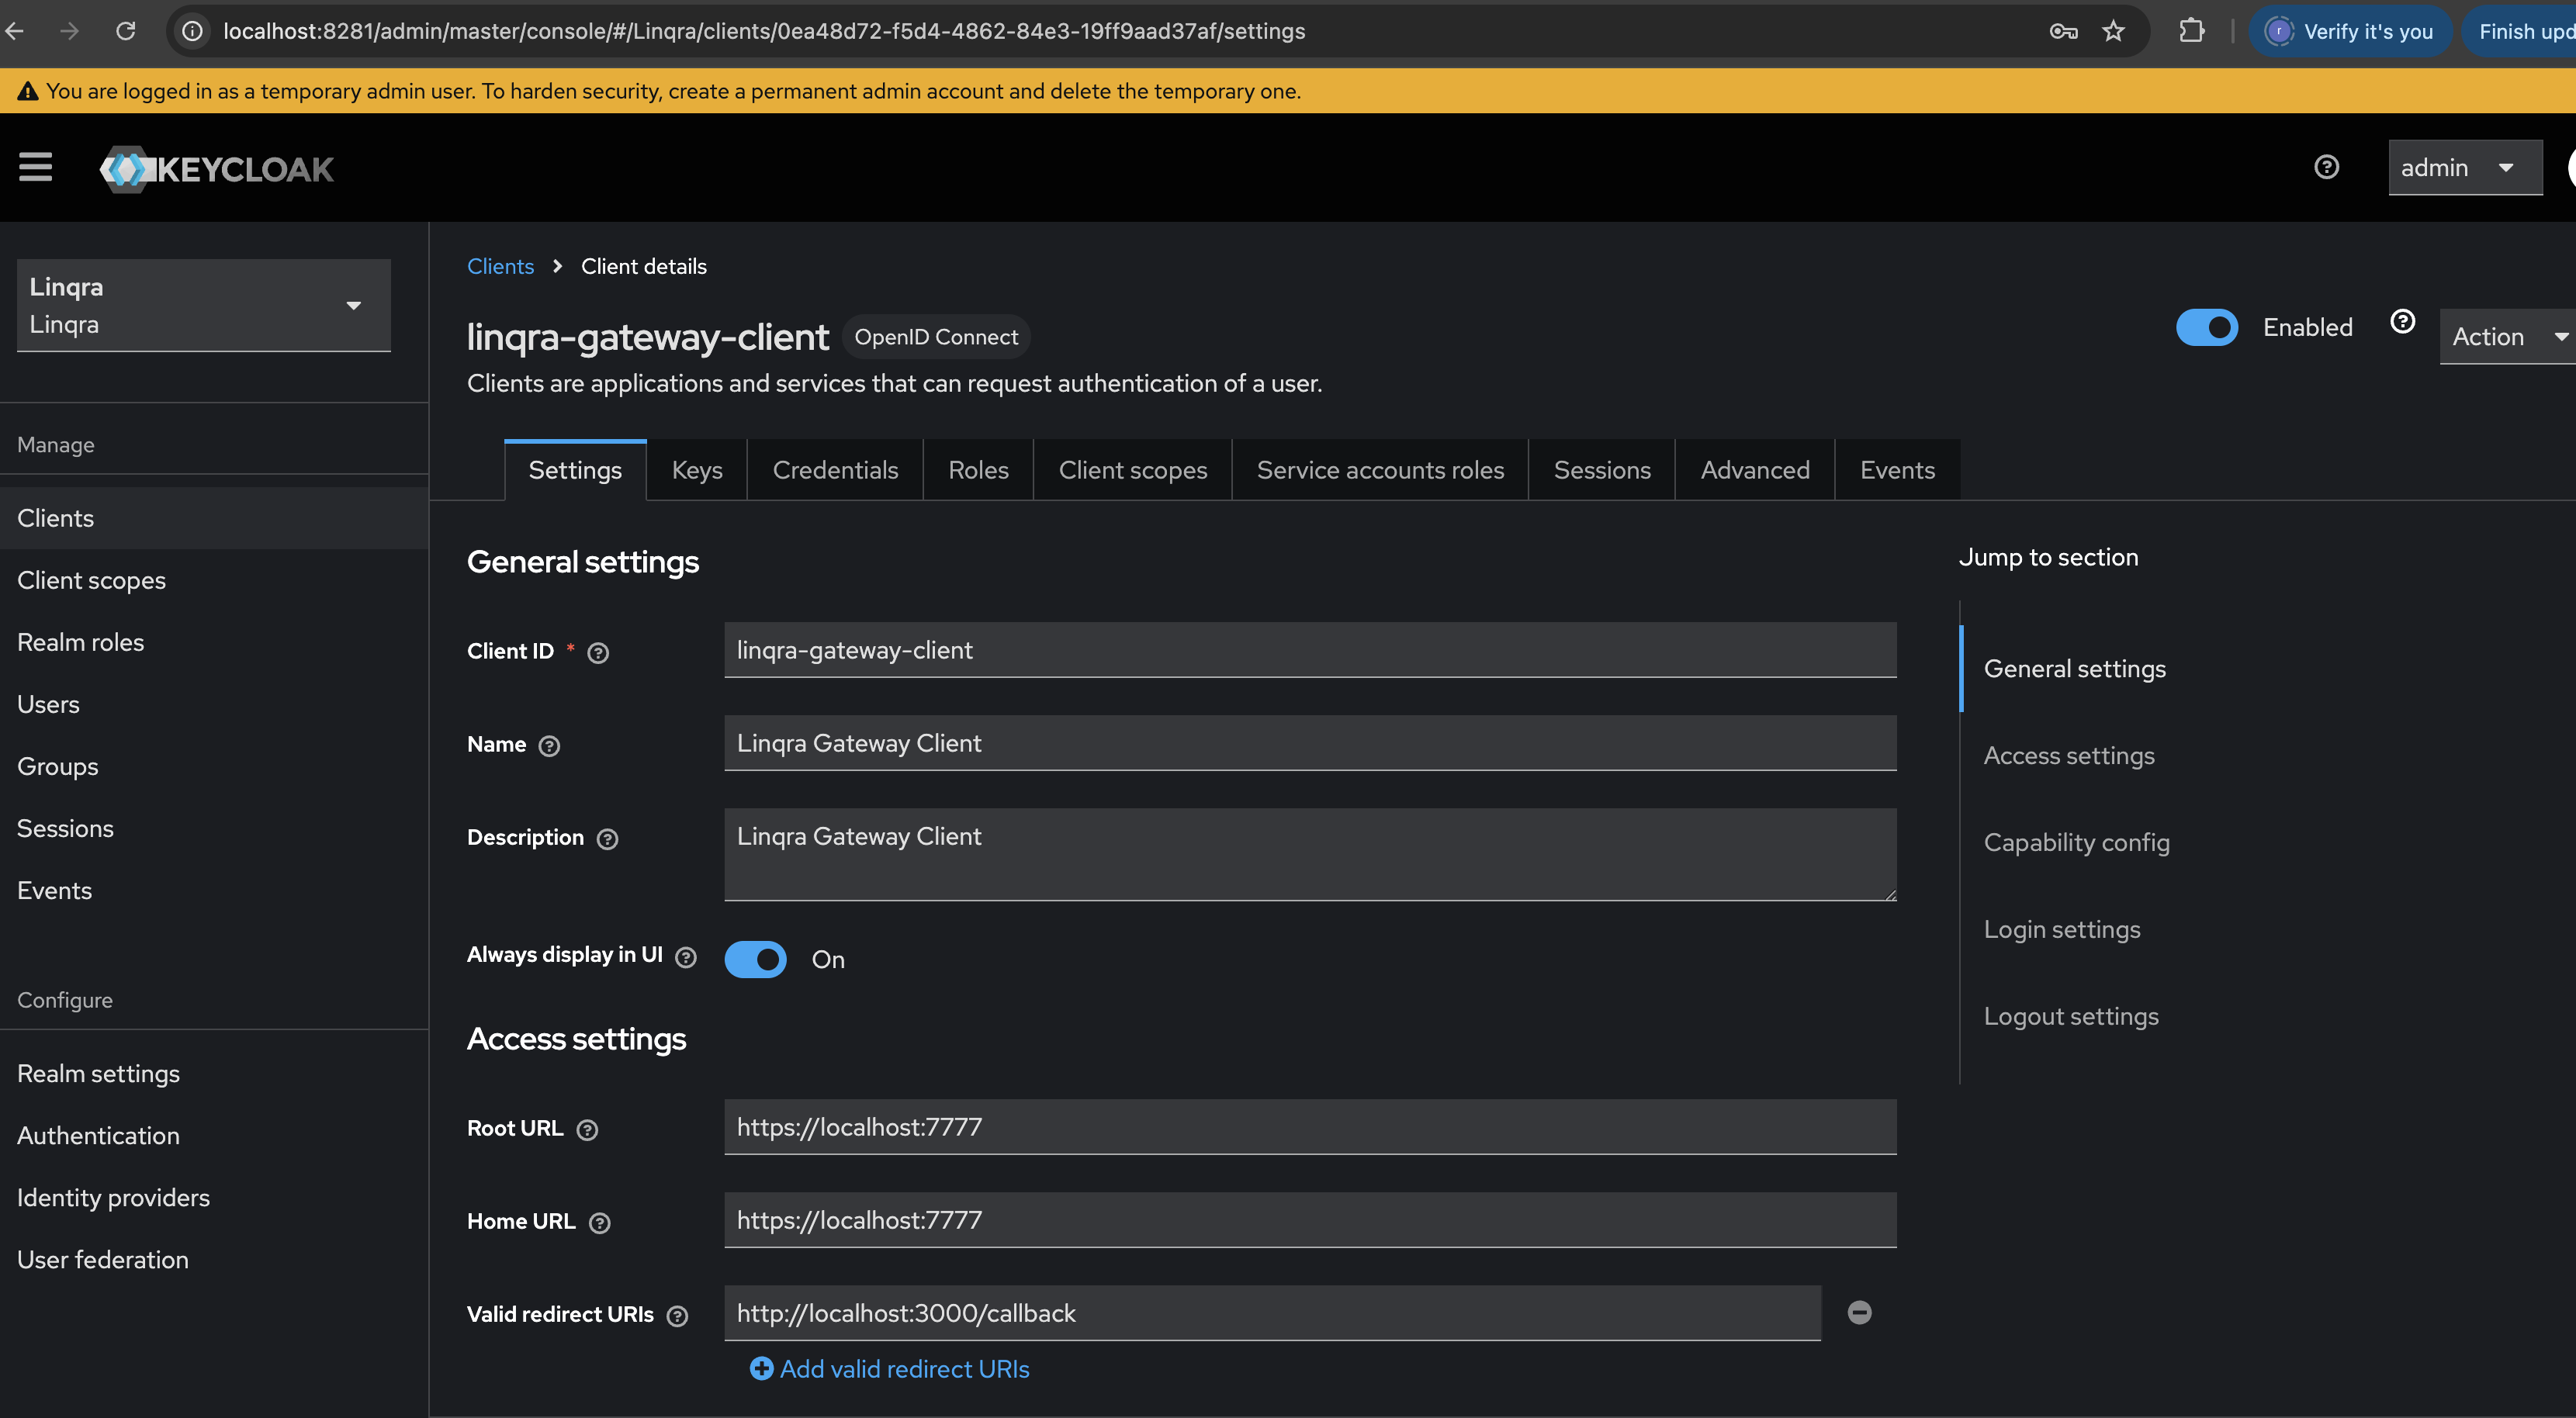 localhost:8281/admin/master/console/#/Linqra/clients/0ea48d72-f5d4-4862-84e3-19ff9aad37af/settings
r
Verify it's you
Finish upd
You are logged in as a temporary admin user. To harden security, create a permanent admin account and delete the temporary one.
KEYCLOAK
admin
Linqra
Linqra
Manage
Clients
Client scopes
Realm roles
Users
Groups
Sessions
Events
Configure
Realm settings
Authentication
Identity providers
User federation
Clients
Client details
linqra-gateway-client
OpenID Connect
Clients are applications and services that can request authentication of a user.
Enabled
Action
Settings
Keys
Credentials
Roles
Client scopes
Service accounts roles
Sessions
Advanced
Events
General settings
Client ID *
linqra-gateway-client
Name
Linqra Gateway Client
Description
Linqra Gateway Client
Always display in UI
On
Access settings
Root URL
https://localhost:7777
Home URL
https://localhost:7777
Valid redirect URIs
http://localhost:3000/callback
Add valid redirect URIs
Jump to section
General settings
Access settings
Capability config
Login settings
Logout settings